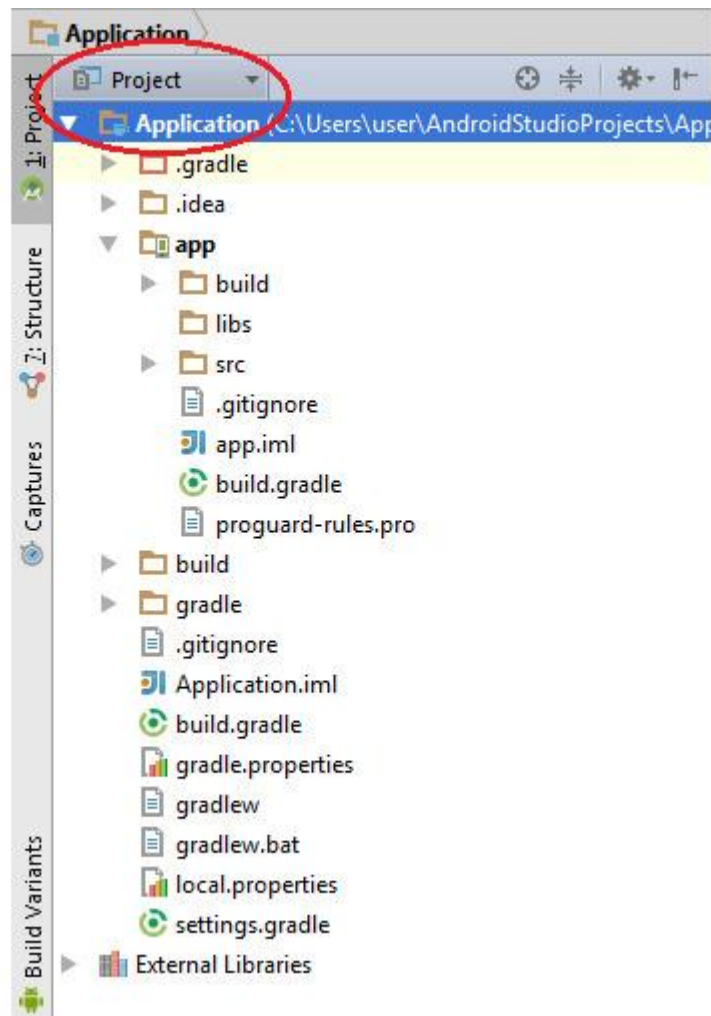 Application
Project
Application (C:\Users\user\AndroidStudioProjects\App
.gradle
.idea
app
build
libs
src
.gitignore
app.iml
build.gradle
proguard-rules.pro
build
gradle
.gitignore
Application.iml
build.gradle
gradle.properties
gradlew
gradlew.bat
local.properties
settings.gradle
External Libraries
1: Project
7: Structure
Captures
Build Variants